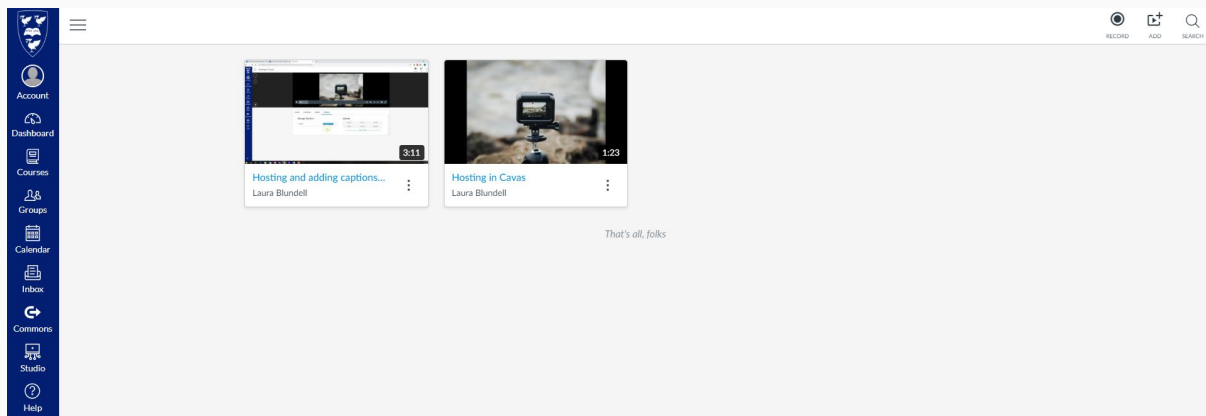 RECORD
ADD
SEARCH
Account
Dashboard
Courses
Groups
Calendar
Inbox
Commons
Studio
Help
3:11
1:23
Hosting and adding captions...
Laura Blundell
Hosting in Cavas
Laura Blundell
That's all, folks